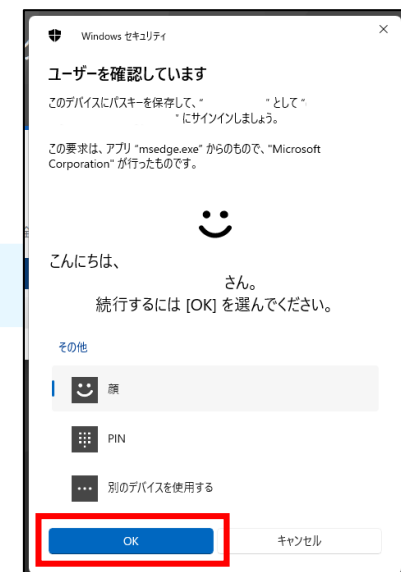 Windows セキュリティ
ユーザーを確認しています
このデバイスにパスキーを保存して、" " として "
" にサインインしましょう。
この要求は、アプリ "msedge.exe" からのもので、"Microsoft
Corporation" が行ったものです。
こんにちは、
さん。
続行するには [OK] を選んでください。
その他
顔
PIN
別のデバイスを使用する
OK
キャンセル